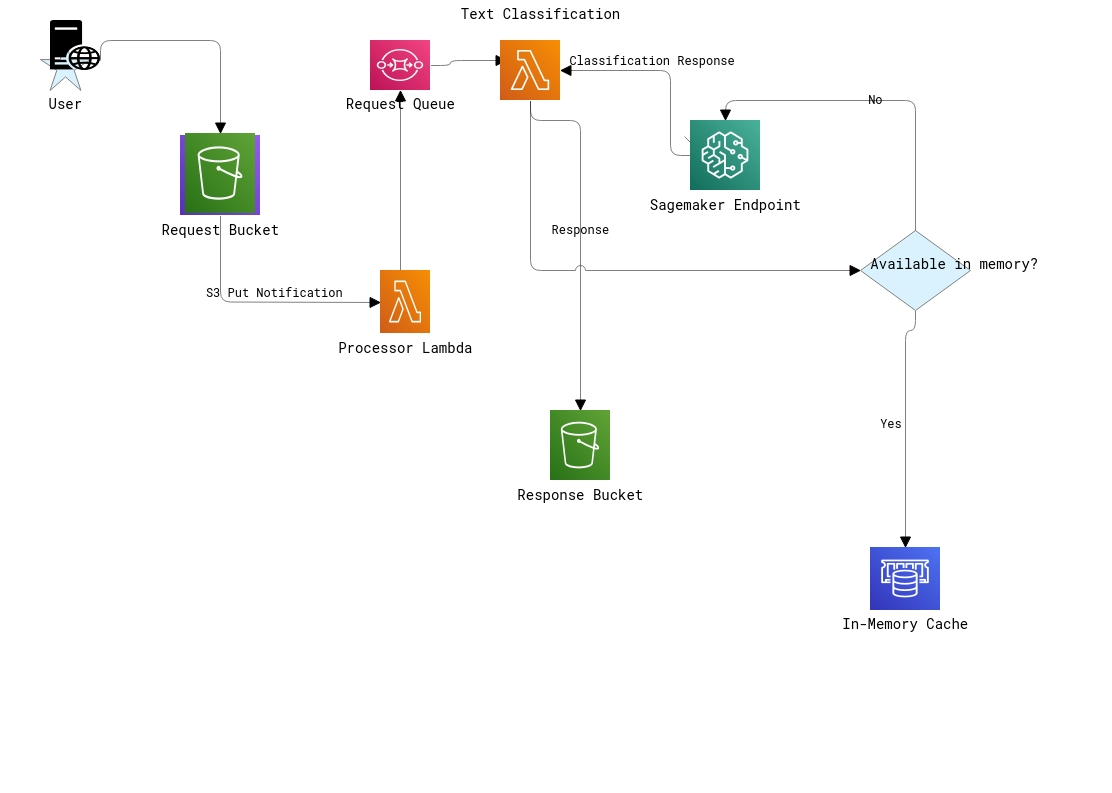 Text Classification
User
Request Queue
Classification Response
No
Sagemaker Endpoint
Request Bucket
Response
Available in memory?
S3 Put Notification
Processor Lambda
Yes
Response Bucket
In-Memory Cache